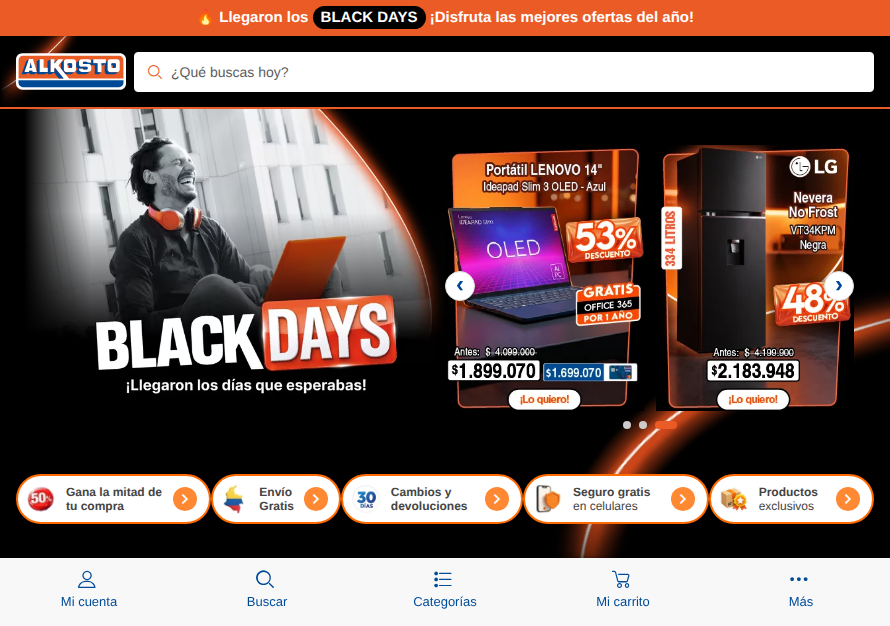 🔥 Llegaron los BLACK DAYS ¡Disfruta las mejores ofertas del año!
ALKOSTO
¿Qué buscas hoy?
BLACK DAYS
¡Llegaron los días que esperabas!
Portátil LENOVO 14"
Ideapad Slim 3 OLED - Azul
OLED
53%
DESCUENTO
GRATIS
OFFICE 365
POR 1 AÑO
Antes: $ 4.099.000
$1.899.070
$1.699.070
¡Lo quiero!
LG
Nevera
No Frost
VT34KPM
Negra
334 LITROS
48%
DESCUENTO
Antes: $ 4.199.900
$2.183.948
¡Lo quiero!
50%
Gana la mitad de
tu compra
Envío
Gratis
30
DÍAS
Cambios y
devoluciones
Seguro gratis
en celulares
Productos
exclusivos
Mi cuenta
Buscar
Categorías
Mi carrito
Más